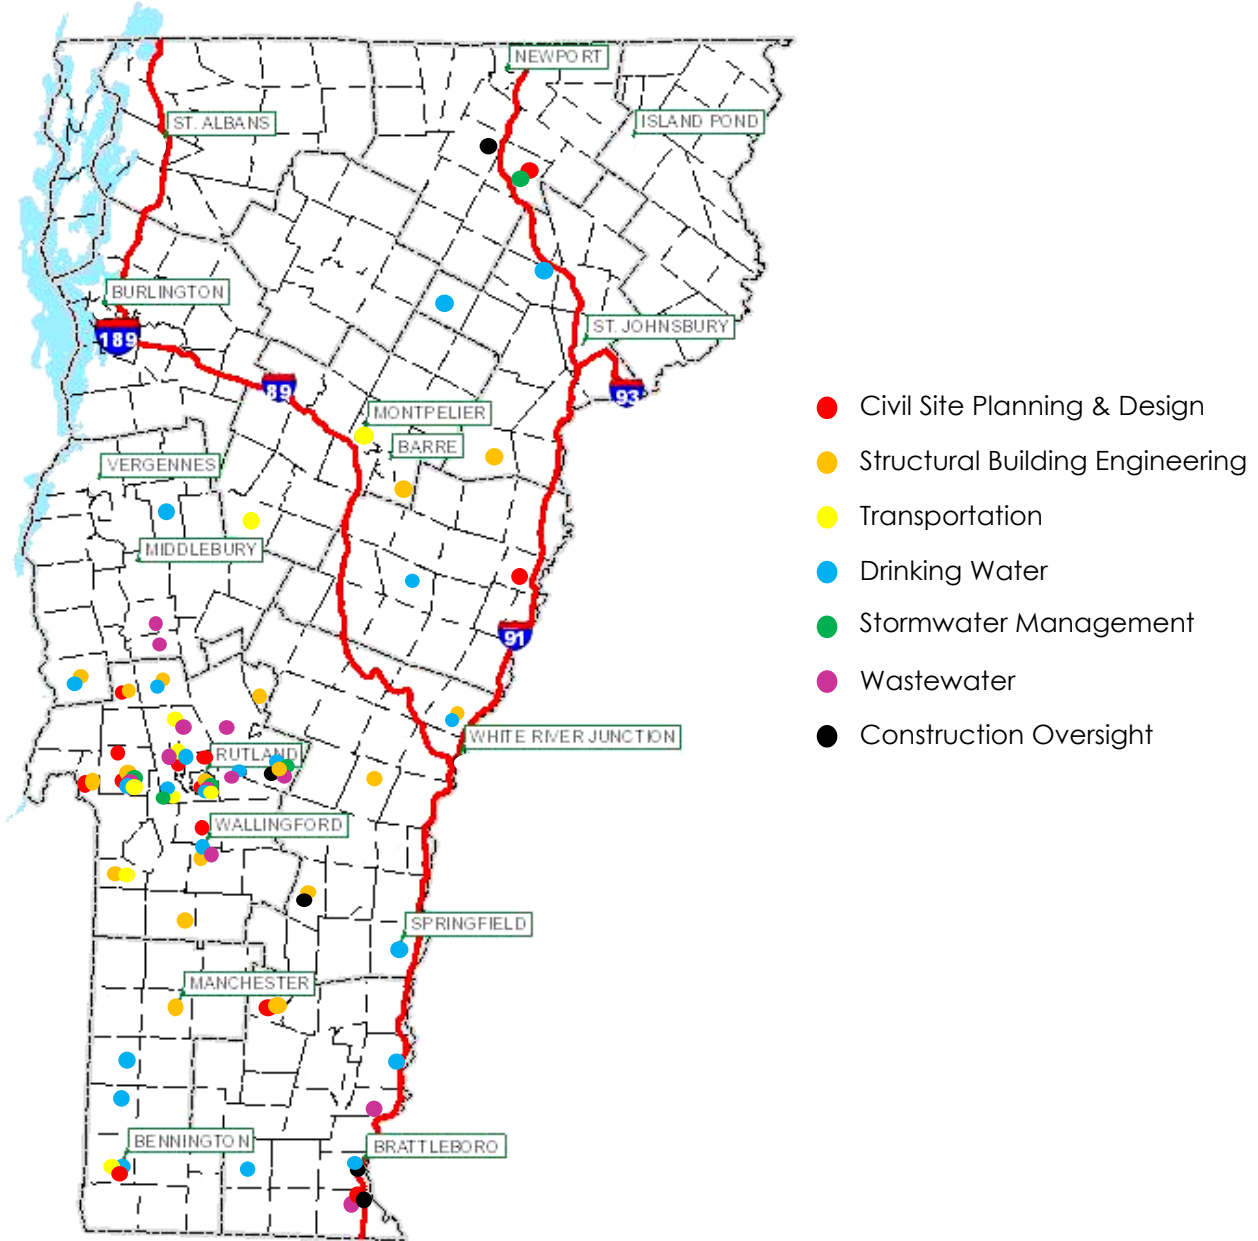 NEWPORT
ST. ALBANS
ISLAND POND
BURLINGTON
ST. JOHNSBURY
189
89
93
MONTPELIER
BARRE
VERGENNES
MIDDLEBURY
91
RUTLAND
WHITE RIVER JUNCTION
WALLINGFORD
SPRINGFIELD
MANCHESTER
BENNINGTON
BRATTLEBORO
Civil Site Planning & Design
Structural Building Engineering
Transportation
Drinking Water
Stormwater Management
Wastewater
Construction Oversight